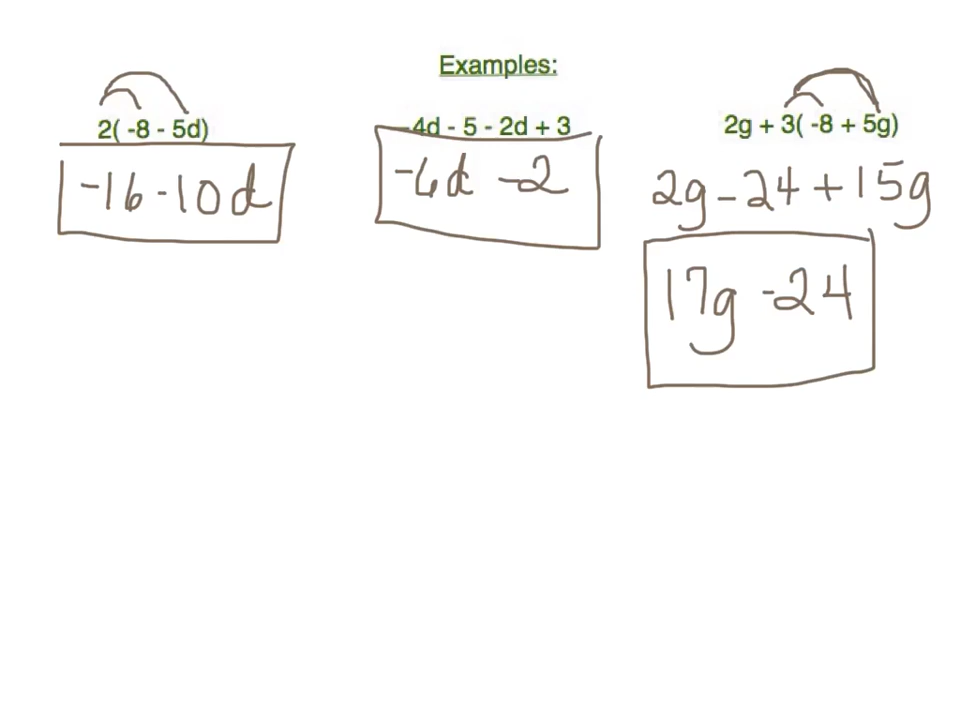 Examples:
2( -8 - 5d)
-4d - 5 - 2d + 3
2g + 3( -8 + 5g)
-16 -10d
-6d -2
2g -24 +15g
17g -24